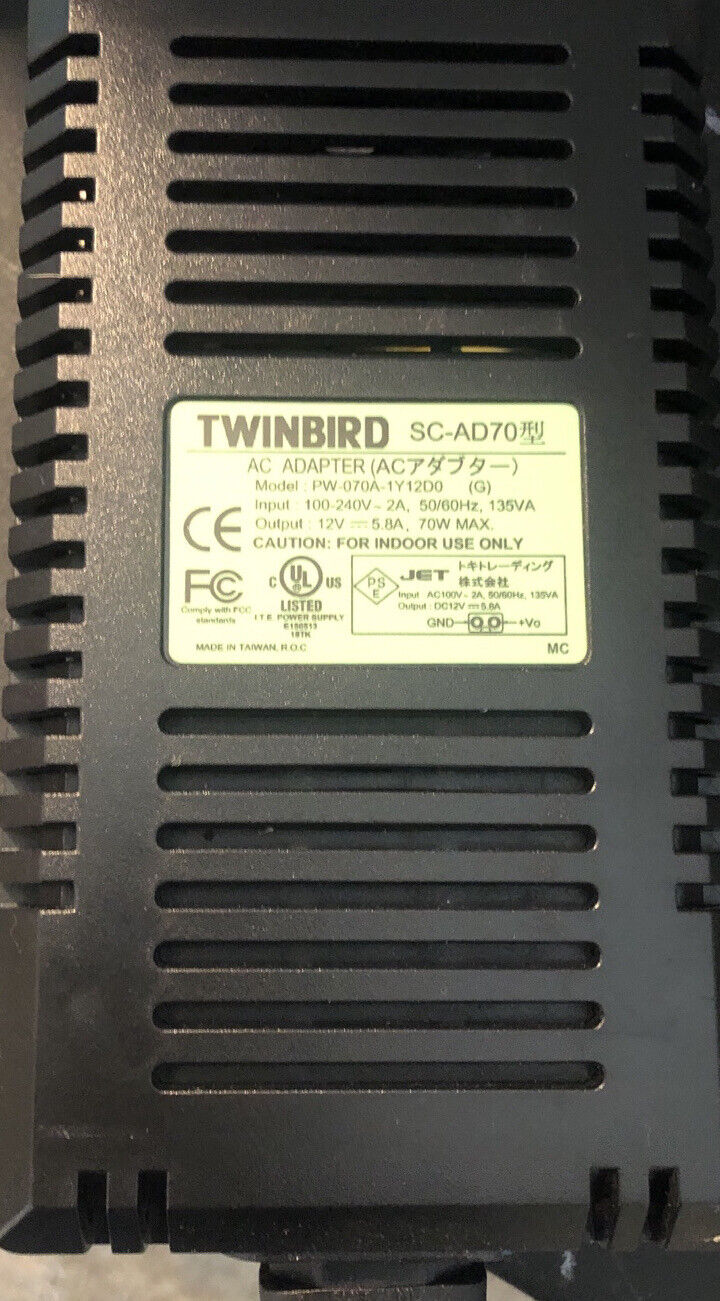 TWINBIRD SC-AD70型
AC ADAPTER (ACアダプター)
Model : PW-070A-1Y12D0 (G)
Input : 100-240V~2A, 50/60Hz, 135VA
Output : 12V⎓5.8A, 70W MAX.
CE
CAUTION: FOR INDOOR USE ONLY
FC
Comply with FCC
standards
C UL US
LISTED
I.T.E. POWER SUPPLY
E150513
18TK
PS
E
JET
トキトレーディング
株式会社
Input : AC100V~2A, 50/60Hz, 135VA
Output : DC12V⎓5.8A
GND +Vo
MADE IN TAIWAN, R.O.C
MC